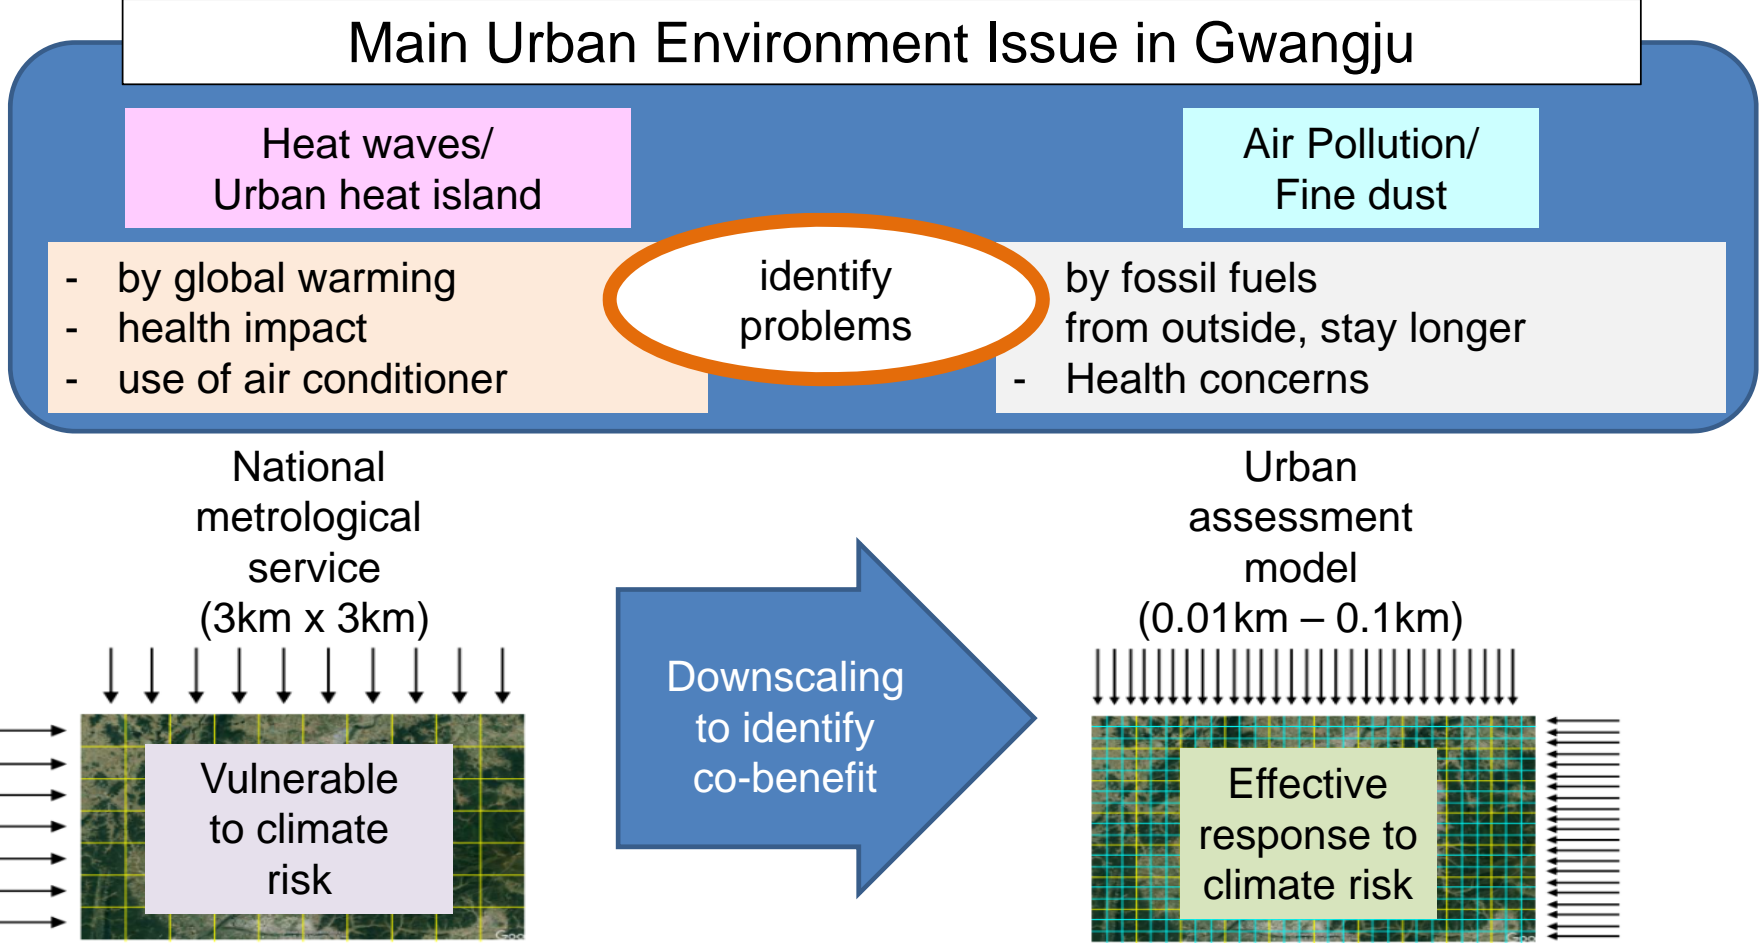 Main Urban Environment Issue in Gwangju
Heat waves/
Urban heat island
- by global warming
- health impact
- use of air conditioner
identify
problems
Air Pollution/
Fine dust
by fossil fuels
from outside, stay longer
- Health concerns
National
metrological
service
(3km x 3km)
Vulnerable
to climate
risk
Downscaling
to identify
co-benefit
Urban
assessment
model
(0.01km – 0.1km)
Effective
response to
climate risk